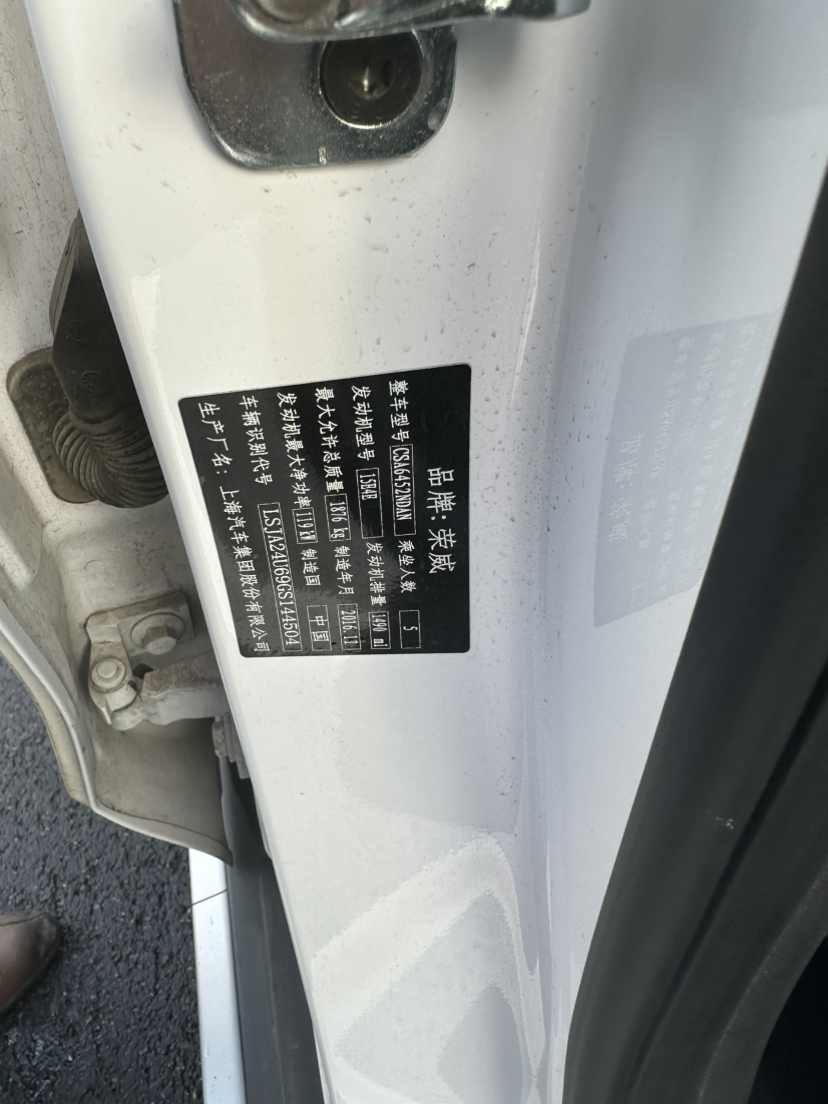 品牌: 荣威
整车型号 CSA6452NDAN 乘坐人数 5
发动机型号 15E4E 发动机排量 1490 ml
最大允许总质量 1876 kg 制造年月 2016.11
发动机最大净功率 119 kW 制造国 中国
车辆识别代号 LSJA24U69GS144504
生产厂名: 上海汽车集团股份有限公司